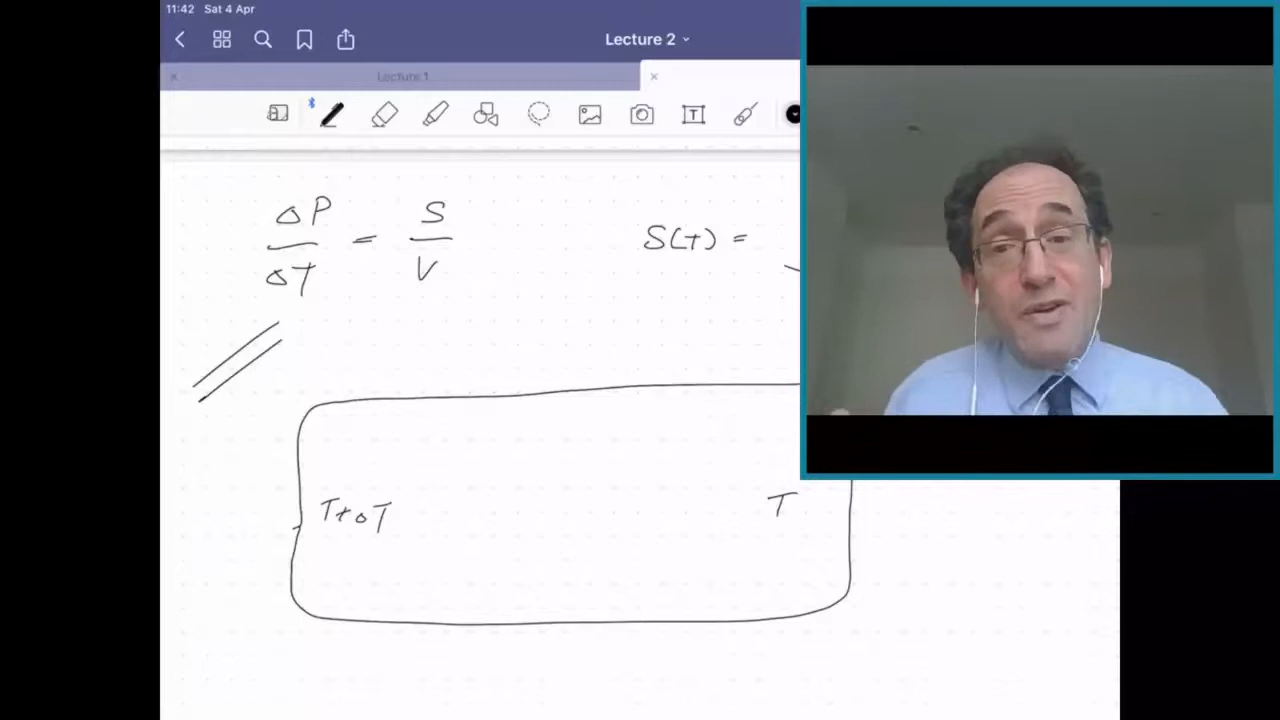 11:42 Sat 4 Apr
Lecture 2
Lecture 1
T
ΔP/ΔT = S/V
S(T) =
T+ΔT
T